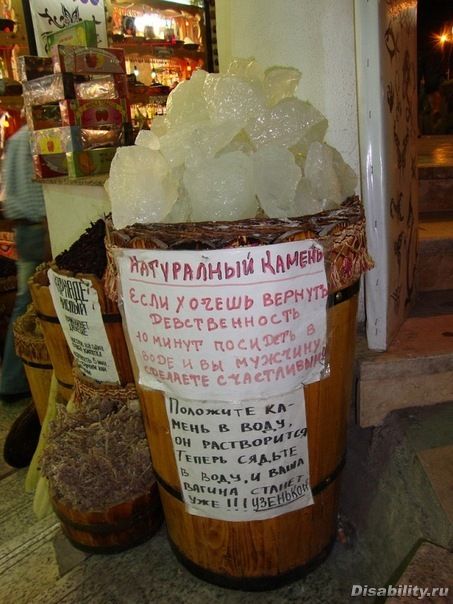 НАТУРАЛНЫЙ КАМЕНЬ
ЕСЛИ ХОЧЕШЬ ВЕРНУТЬ
ДЕВСТВЕННОСТЬ
10 МИНУТ ПОСИДЕТЬ В
ВОДЕ И ВЫ МУЖЧИНУ
СДЕЛАЕТЕ СЧАСТЛИВЫМ
ПОЛОЖИТЕ КА-
МЕНЬ В ВОДУ,
ОН РАСТВОРИТСЯ
ТЕПЕРЬ СЯДЬТЕ
В ВОДУ, И ВАША
ВАГИНА СТАНЕТ
УЖЕ !!! УЗЕНЬКОЙ
Disability.ru